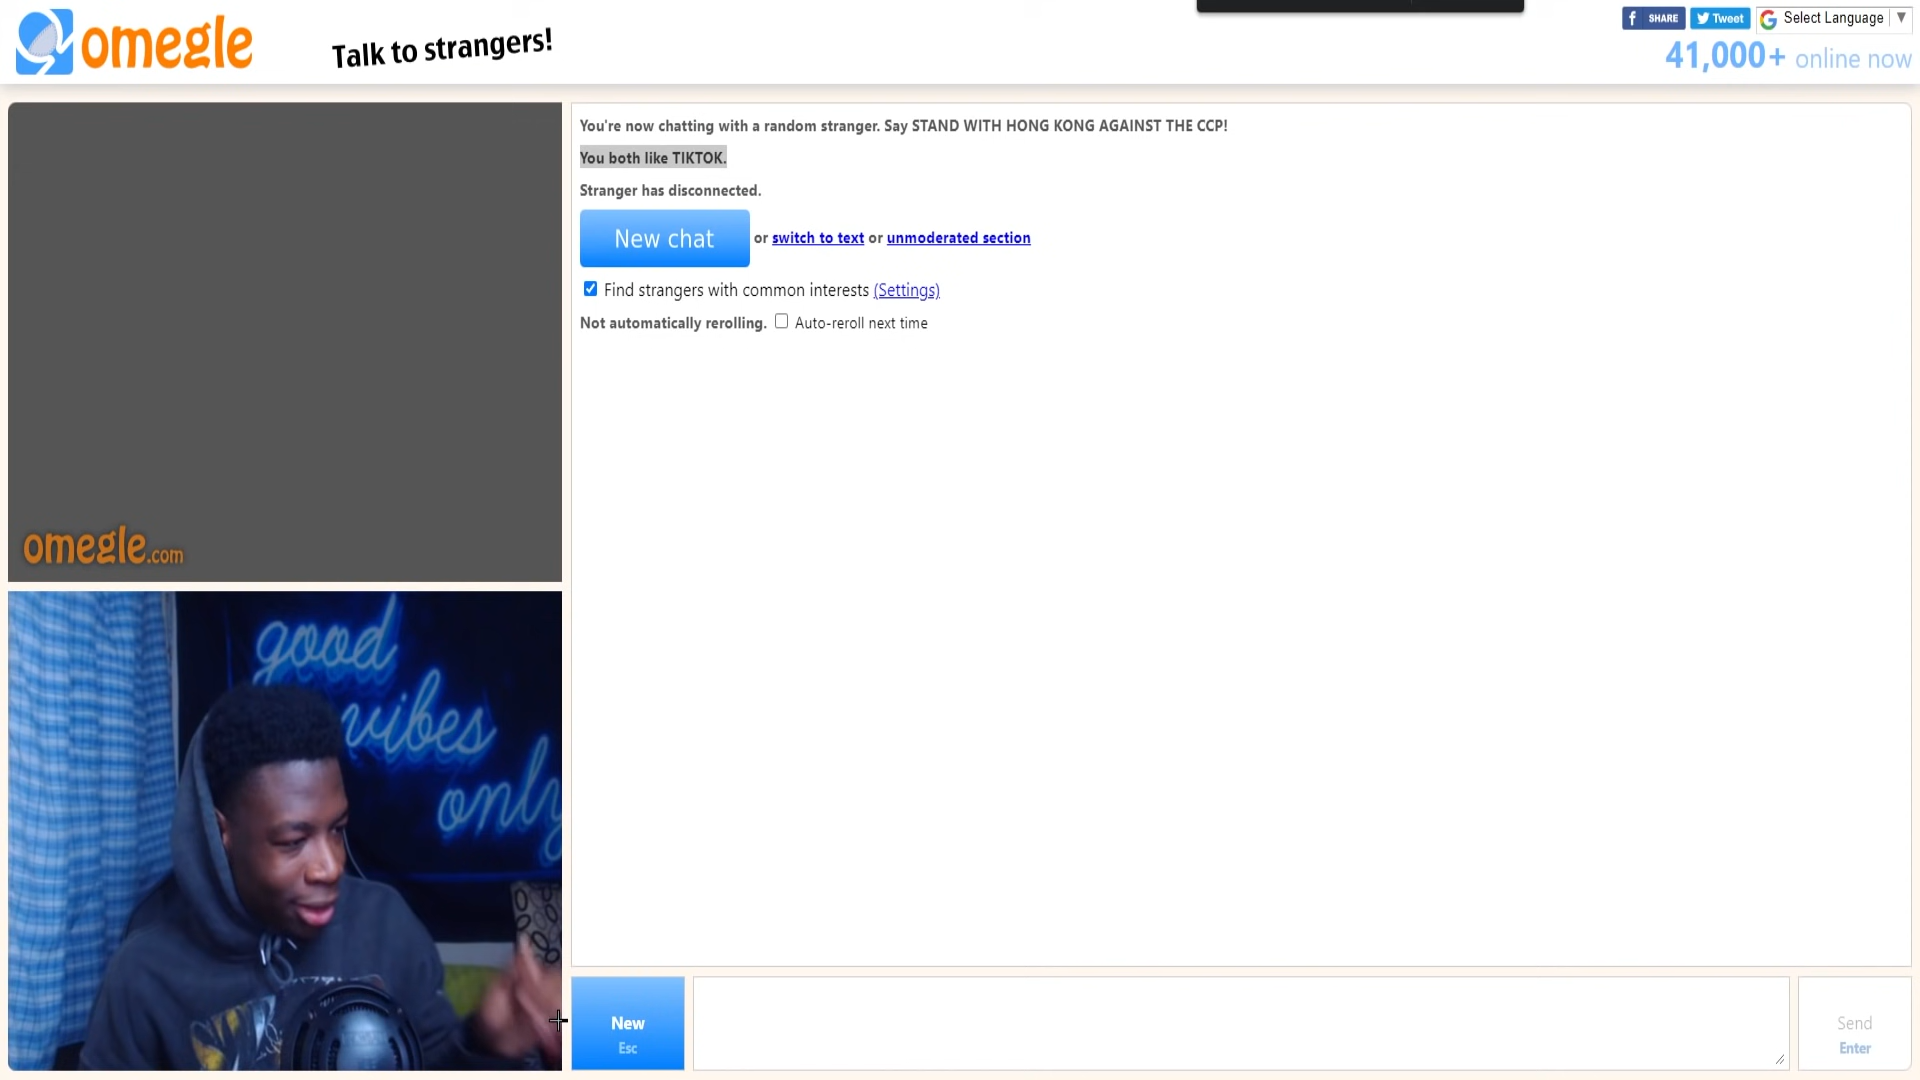 omegle
Talk to strangers!
SHARE
Tweet
Select Language
41,000+ online now
You're now chatting with a random stranger. Say STAND WITH HONG KONG AGAINST THE CCP!
You both like TIKTOK.
Stranger has disconnected.
New chat or switch to text or unmoderated section
Find strangers with common interests (Settings)
Not automatically rerolling. Auto-reroll next time
omegle.com
good
vibes
only
New
Esc
Send
Enter